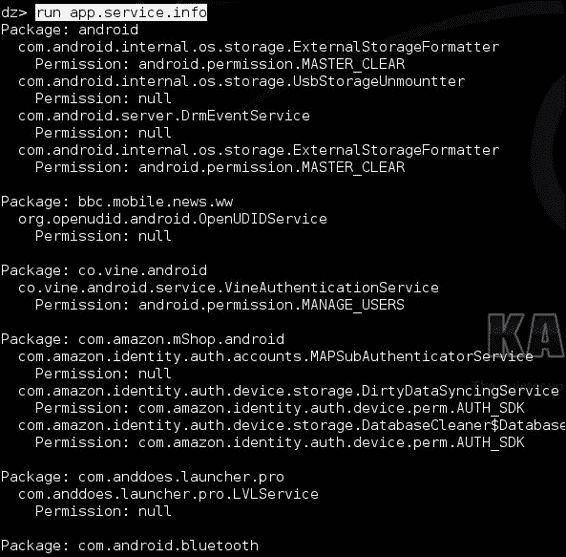 dz> run app.service.info
Package: android
  com.android.internal.os.storage.ExternalStorageFormatter
    Permission: android.permission.MASTER_CLEAR
  com.android.internal.os.storage.UsbStorageUnmountter
    Permission: null
  com.android.server.DrmEventService
    Permission: null
  com.android.internal.os.storage.ExternalStorageFormatter
    Permission: android.permission.MASTER_CLEAR
Package: bbc.mobile.news.ww
  org.openudid.android.OpenUDIDService
    Permission: null
Package: co.vine.android
  co.vine.android.service.VineAuthenticationService
    Permission: android.permission.MANAGE_USERS
KA
Package: com.amazon.mShop.android
  com.amazon.identity.auth.accounts.MAPSubAuthenticatorService
    Permission: null
  com.amazon.identity.auth.device.storage.DirtyDataSyncingService
    Permission: com.amazon.identity.auth.device.perm.AUTH_SDK
  com.amazon.identity.auth.device.storage.DatabaseCleaner$Database
    Permission: com.amazon.identity.auth.device.perm.AUTH_SDK
Package: com.anddoes.launcher.pro
  com.anddoes.launcher.pro.LVLService
    Permission: null
Package: com.android.bluetooth